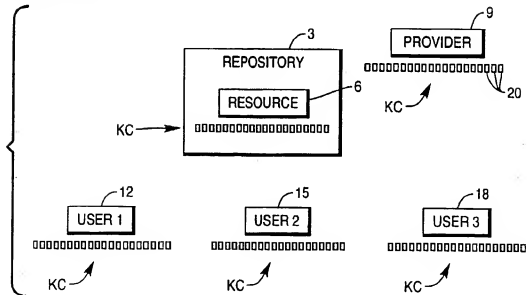 3
9
REPOSITORY
PROVIDER
RESOURCE
6
20
KC
KC
12
15
18
USER 1
USER 2
USER 3
KC
KC
KC